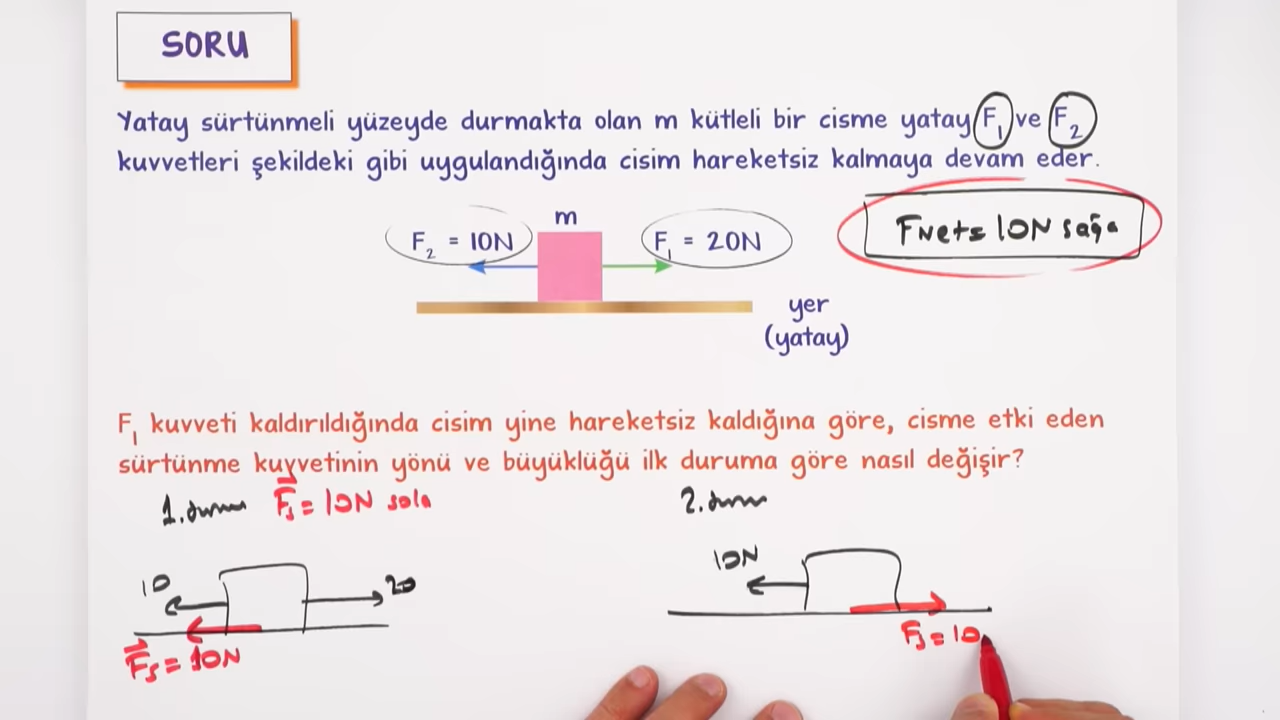 SORU
Yatay sürtünmeli yüzeyde durmakta olan m kütleli bir cisme yatay F₁ ve F₂
kuvvetleri şekildeki gibi uygulandığında cisim hareketsiz kalmaya devam eder.
Fnet = 10N sağa
m
F₂ = 10N
F₁ = 20N
yer
(yatay)
F₁ kuvveti kaldırıldığında cisim yine hareketsiz kaldığına göre, cisme etki eden
sürtünme kuvvetinin yönü ve büyüklüğü ilk duruma göre nasıl değişir?
1. durum Fs = 10N sola
2. durum
10
20
Fs = 10N
10N
Fs = 10